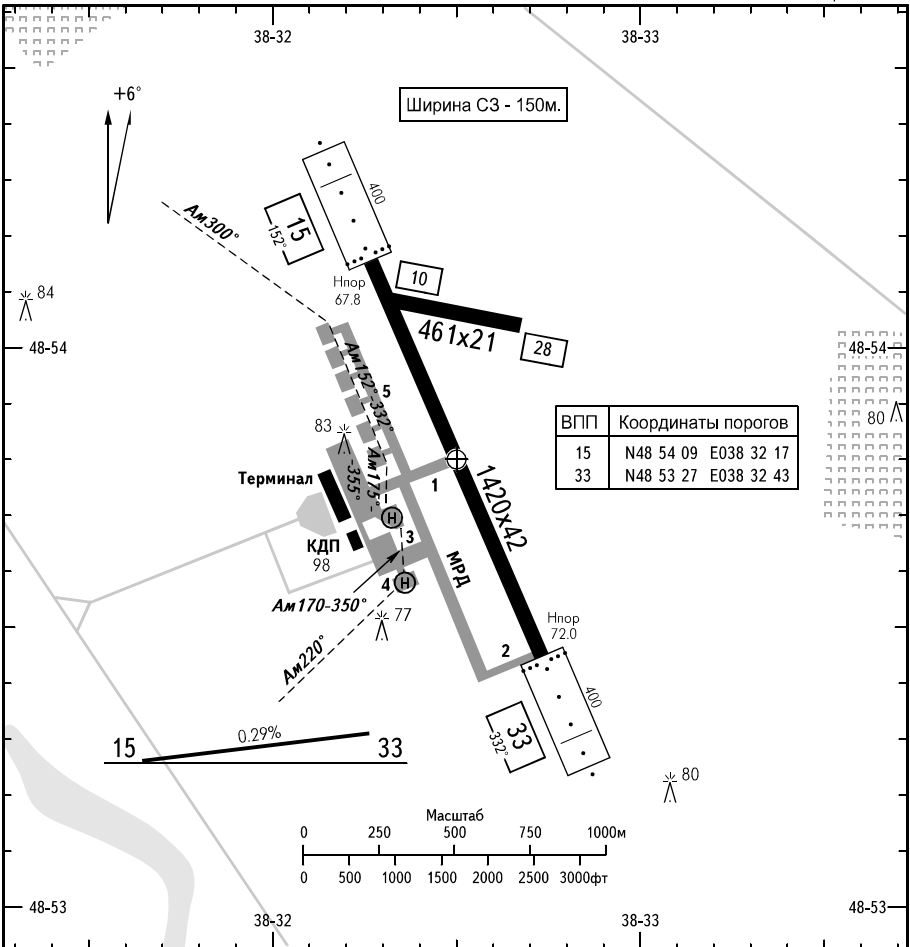 38-32
38-33
+6°
Ширина СЗ - 150м.
400
15
152°
Ам300°
Нпор
67.8
10
84
461x21
28
48-54
48-54
Ам152°-332°
5
80
83
ВПП Координаты порогов
15 N48 54 09 E038 32 17
33 N48 53 27 E038 32 43
Терминал
Ам175°-355°
1
1420x42
КДП
98
H
3
МРД
4
H
Ам170-350°
77
Нпор
72.0
Ам220°
2
400
33
332°
15
0.29%
33
80
Масштаб
0 250 500 750 1000м
0 500 1000 1500 2000 2500 3000фт
48-53
38-32
38-33
48-53